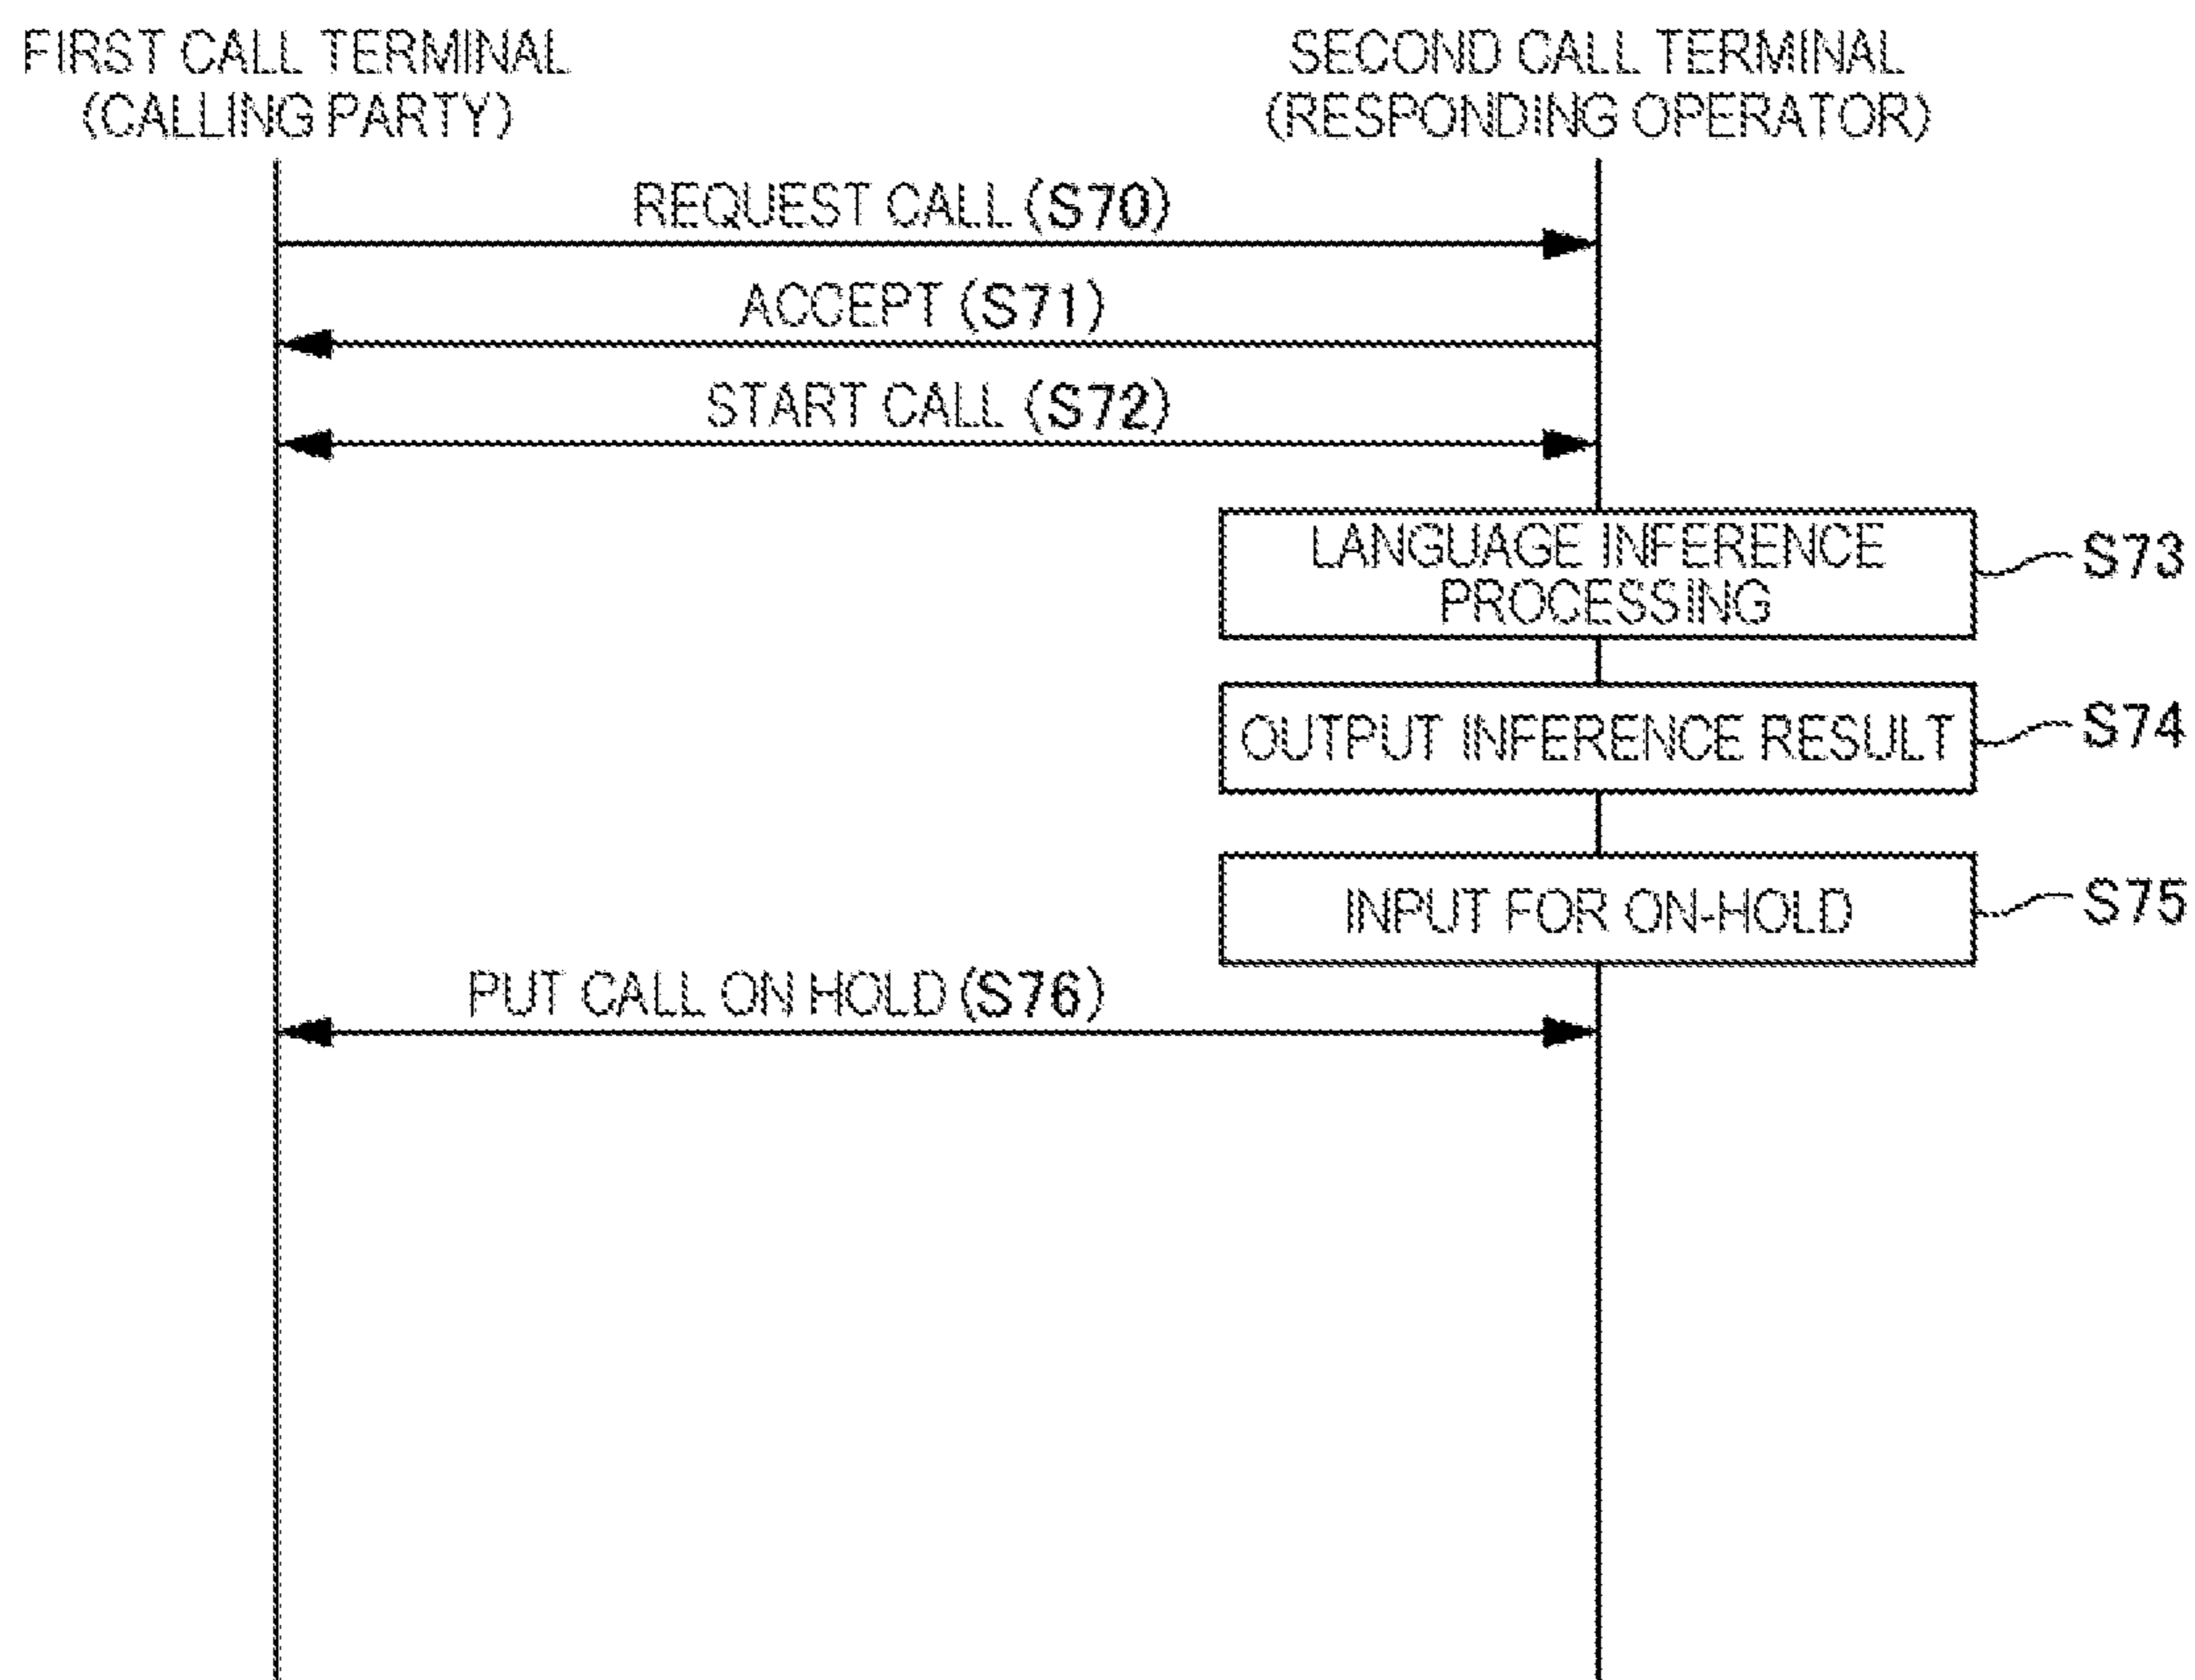 FIRST CALL TERMINAL
(CALLING PARTY)
SECOND CALL TERMINAL
(RESPONDING OPERATOR)
REQUEST CALL (S70)
ACCEPT (S71)
START CALL (S72)
LANGUAGE INFERENCE
PROCESSING
S73
OUTPUT INFERENCE RESULT
S74
INPUT FOR ON-HOLD
S75
PUT CALL ON HOLD (S76)